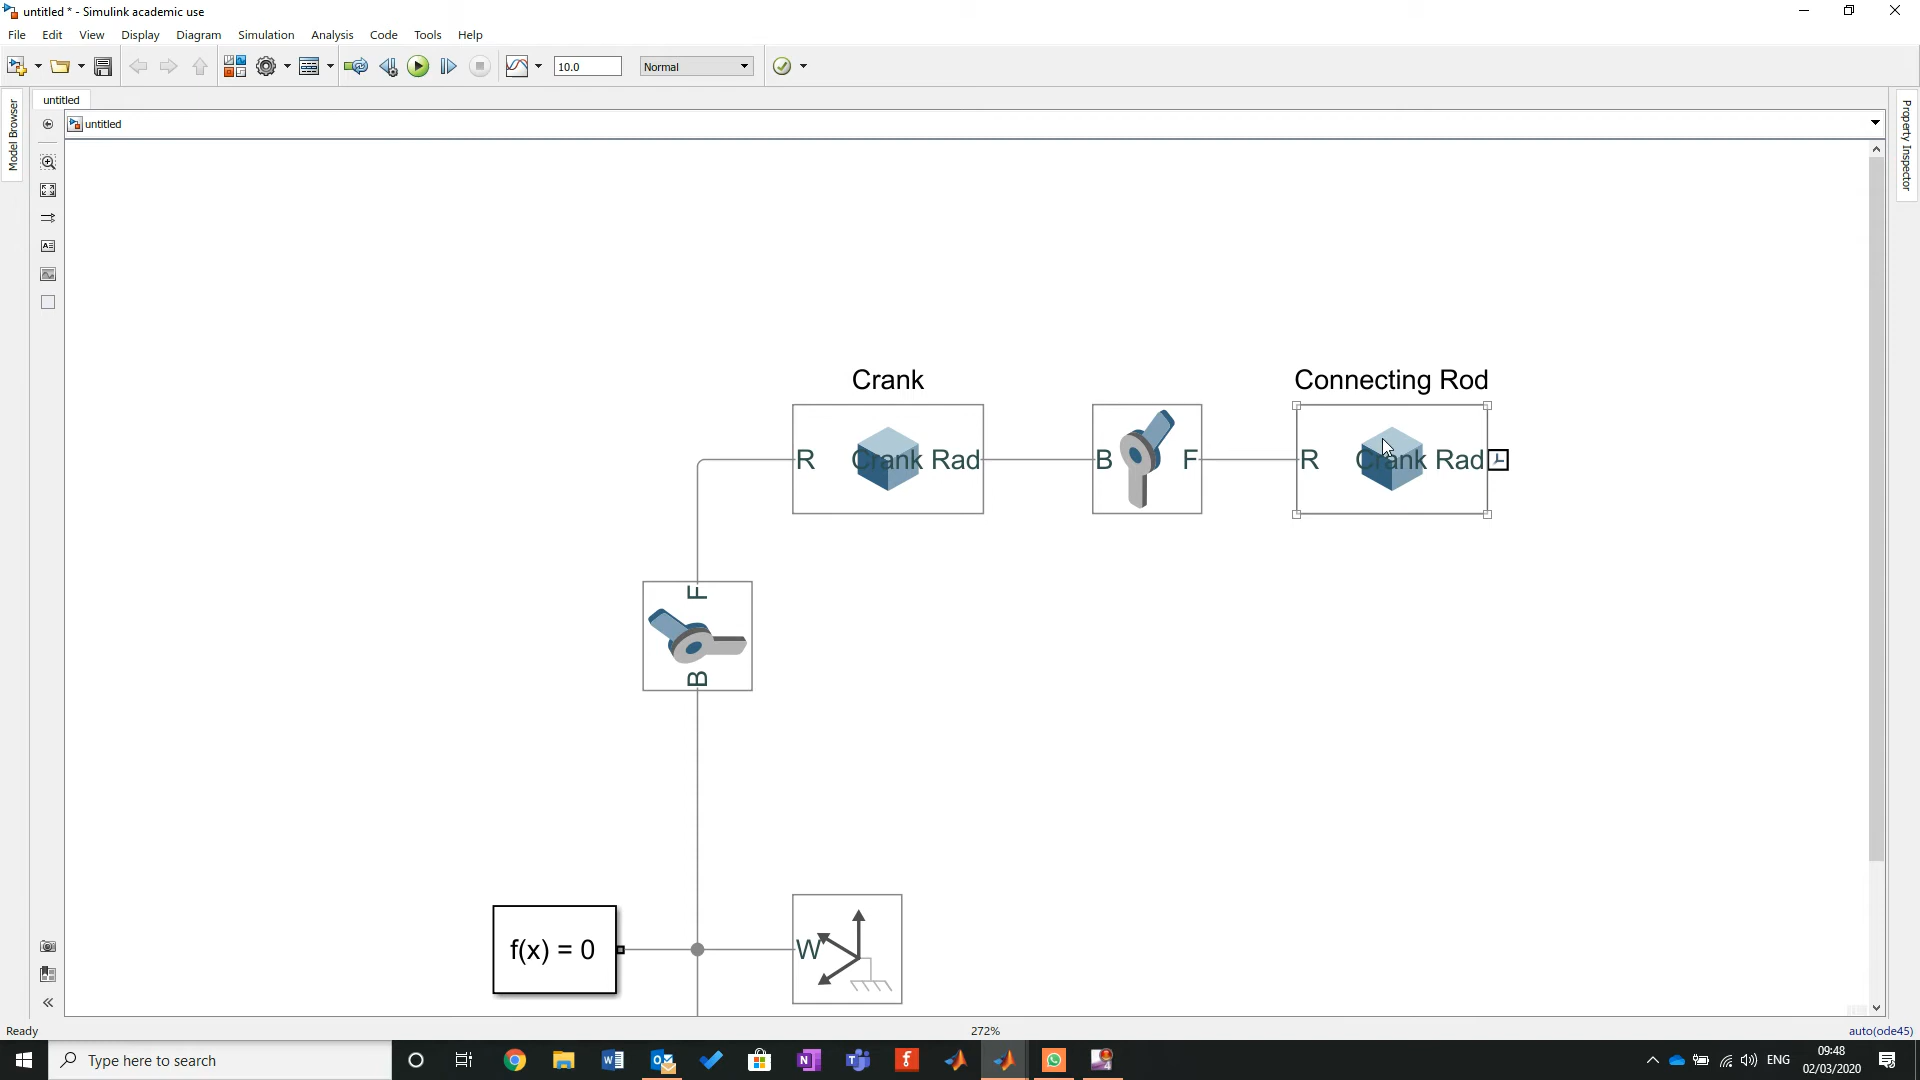 untitled * - Simulink academic use
File Edit View Display Diagram Simulation Analysis Code Tools Help
10.0 Normal
untitled
untitled
Model Browser
Property Inspector
Crank
Connecting Rod
R Crank Rad
B F
R Crank Rad
F
B
f(x) = 0
W
Ready
272%
auto(ode45)
Type here to search
ENG
09:48
02/03/2020